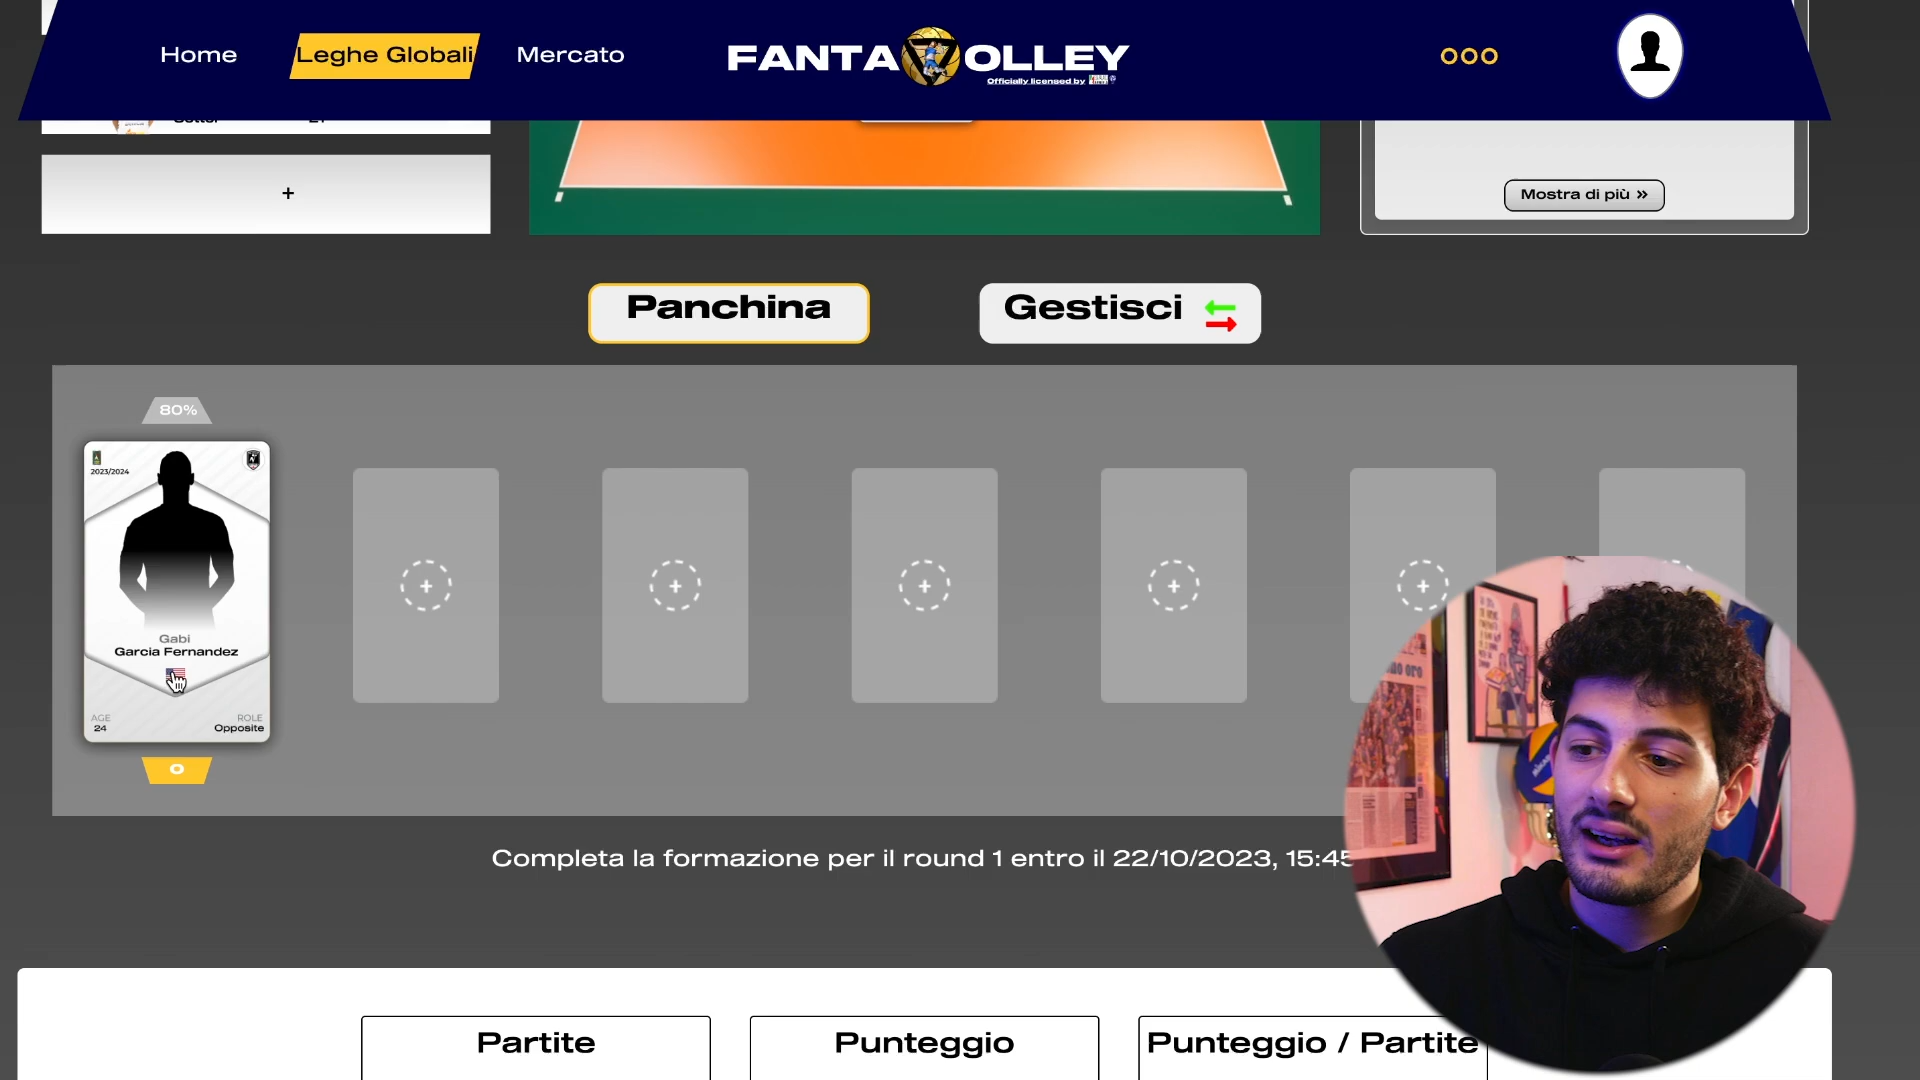 Home
Leghe Globali
Mercato
FANTA OLLEY
Officially licensed by
Setter
21
+
Mostra di più »
Panchina
Gestisci
80%
2023/2024
Gabi
Garcia Fernandez
AGE
24
ROLE
Opposite
0
+
+
+
+
+
Completa la formazione per il round 1 entro il 22/10/2023, 15:45
Partite
Punteggio
Punteggio / Partite